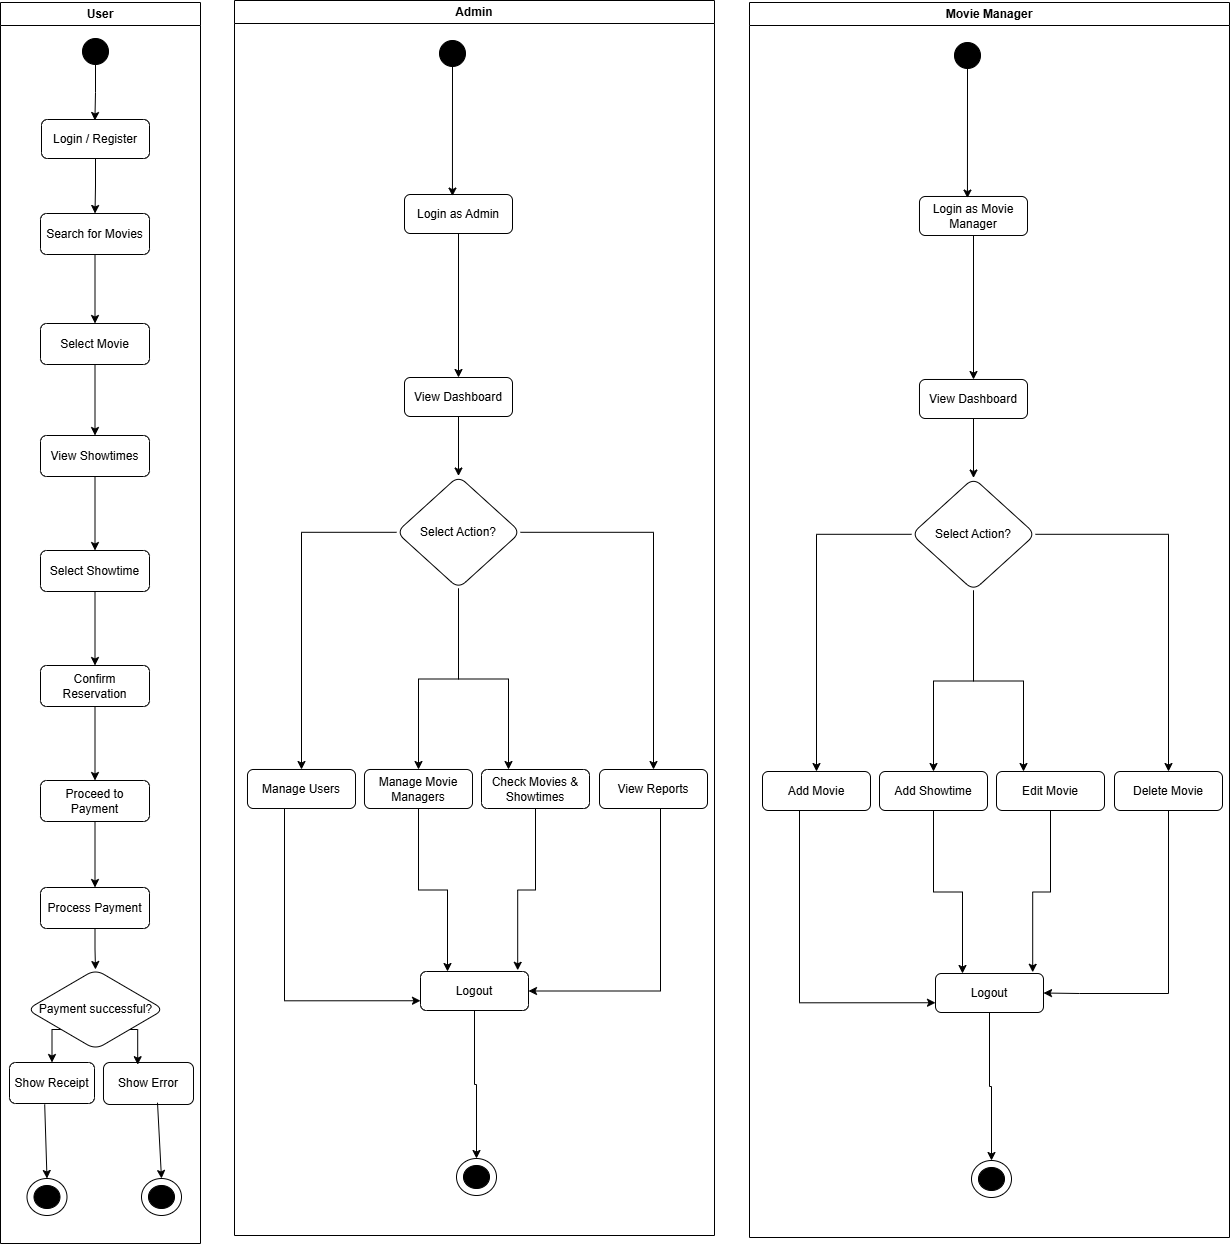 User
Login / Register
Search for Movies
Select Movie
View Showtimes
Select Showtime
Confirm
Reservation
Proceed to
Payment
Process Payment
Payment successful?
Show Receipt
Show Error
Admin
Login as Admin
View Dashboard
Select Action?
Manage Users
Manage Movie
Managers
Check Movies &
Showtimes
View Reports
Logout
Movie Manager
Login as Movie
Manager
View Dashboard
Select Action?
Add Movie
Add Showtime
Edit Movie
Delete Movie
Logout